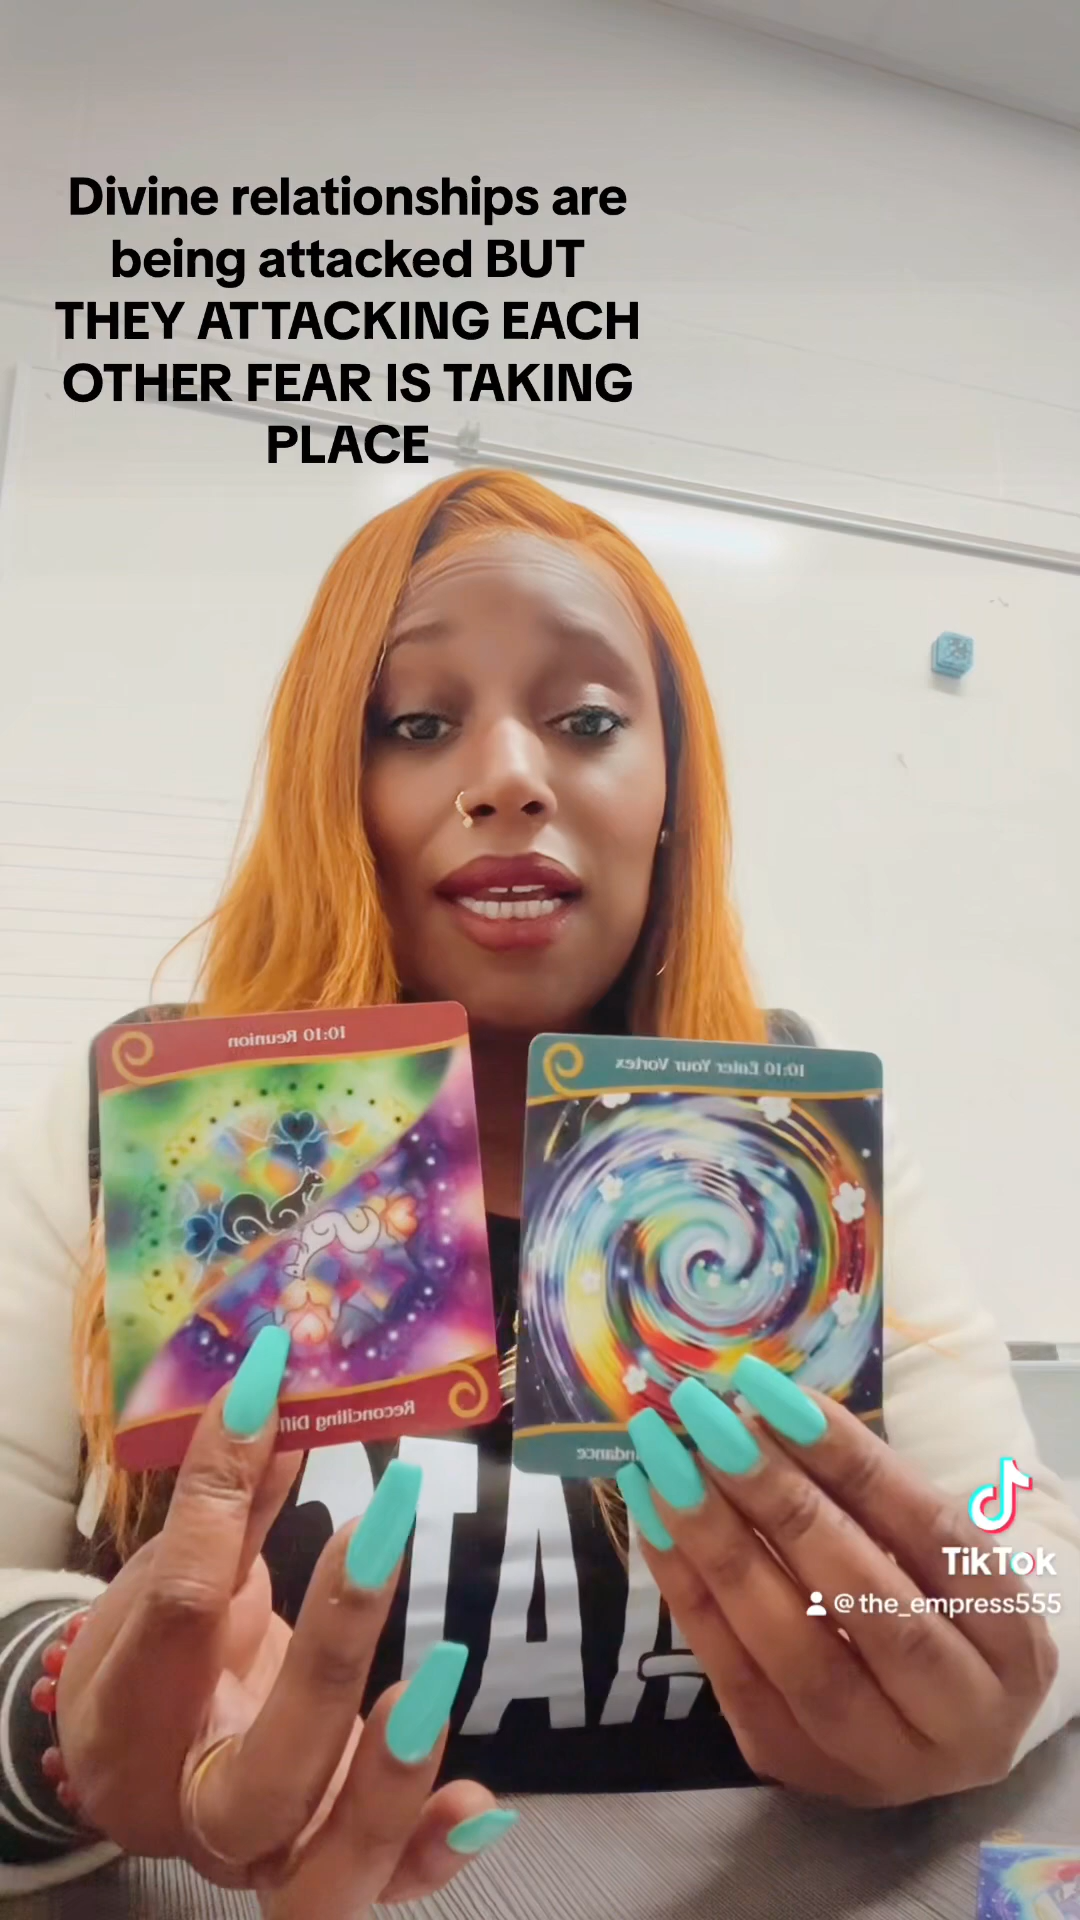 Divine relationships are
being attacked BUT
THEY ATTACKING EACH
OTHER FEAR IS TAKING
PLACE
10:10 Reunion
10:10 Enter Your Vortex
Reconciling
TikTok
@the_empress555